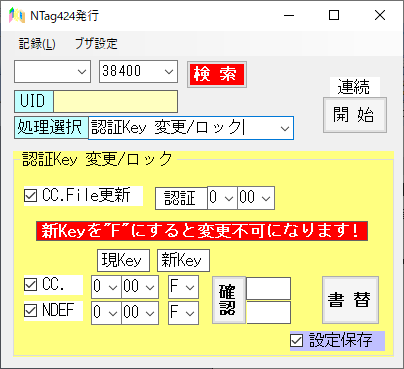 NTag424発行
記録(L) ブザ設定
38400 検索
連続
UID
開始
処理選択 認証Key 変更/ロック
認証Key 変更/ロック
CC.File更新 認証 0 00
新Keyを"F"にすると変更不可になります!
現Key 新Key
CC. 0 00 F 確認 書替
NDEF 0 00 F
設定保存